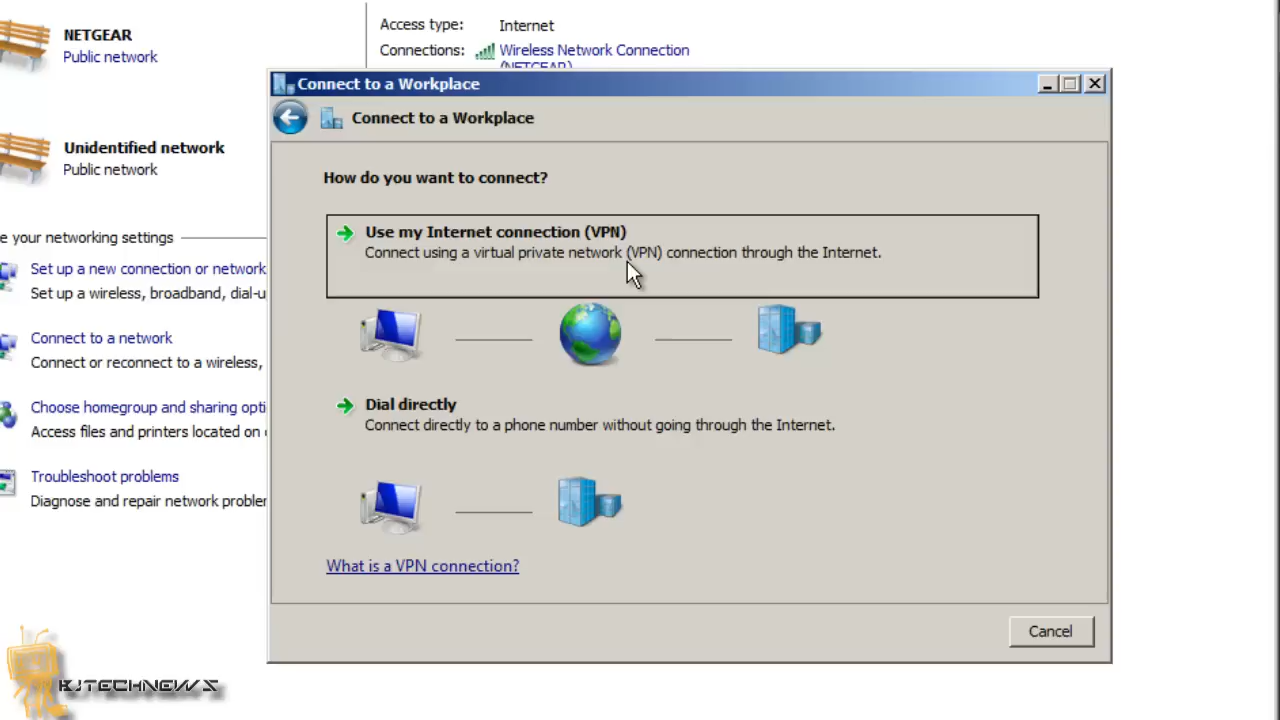 NETGEAR
Public network
Access type: Internet
Connections: Wireless Network Connection
(NETGEAR)
Unidentified network
Public network
e your networking settings
Set up a new connection or network
Set up a wireless, broadband, dial-u
Connect to a network
Connect or reconnect to a wireless,
Choose homegroup and sharing opti
Access files and printers located on
Troubleshoot problems
Diagnose and repair network problem
Connect to a Workplace
Connect to a Workplace
How do you want to connect?
Use my Internet connection (VPN)
Connect using a virtual private network (VPN) connection through the Internet.
Dial directly
Connect directly to a phone number without going through the Internet.
What is a VPN connection?
Cancel
KJTECHNEWS